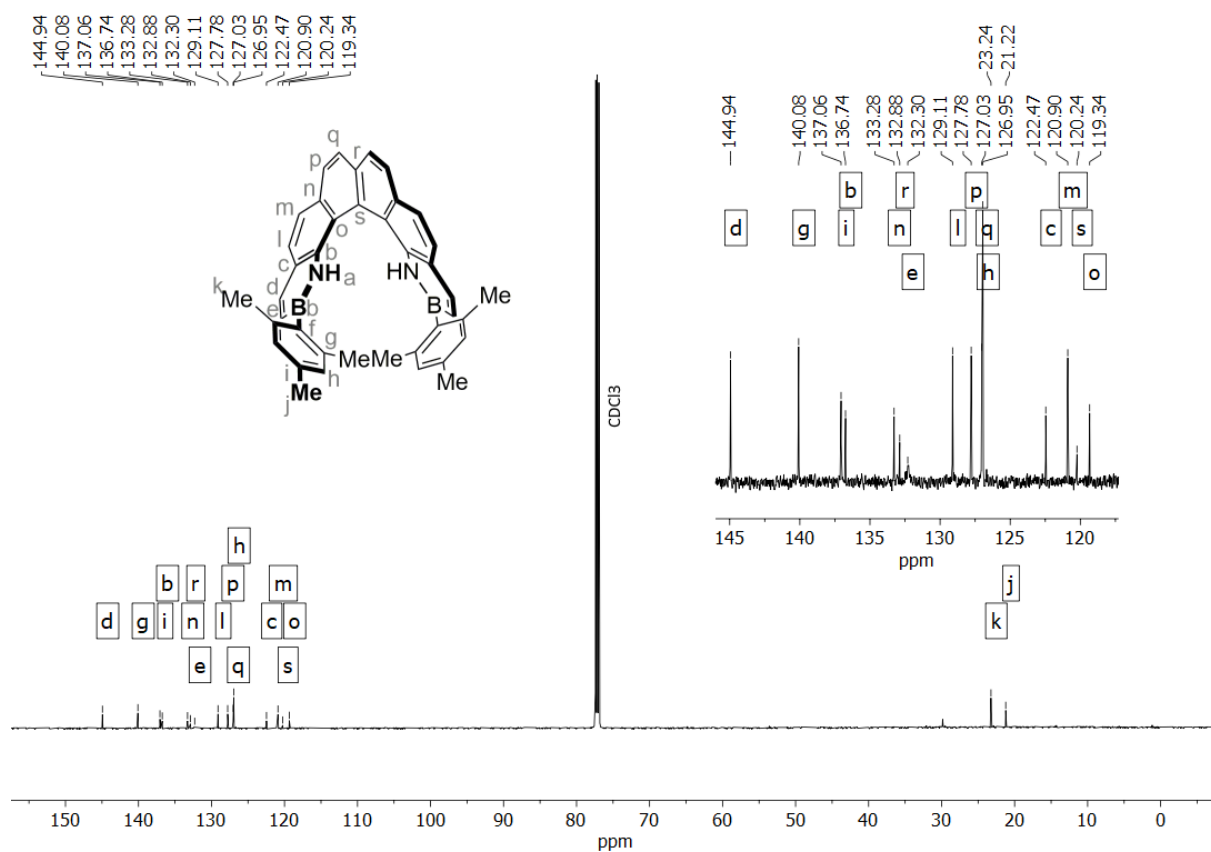 144.94
140.08
137.06
136.74
133.28
132.88
132.30
129.11
127.78
127.03
126.95
122.47
120.90
120.24
119.34
23.24
21.22
144.94
140.08
137.06
136.74
133.28
132.88
132.30
129.11
127.78
127.03
126.95
122.47
120.90
120.24
119.34
b r p m
d g i n l q c s
e h o
145 140 135 130 125 120
ppm
q
p r
n
m s
l o
c b
d NH a HN
k Me e B b B Me
f
g Me Me
i h
Me Me
j
CDCl3
h
b r p m
d g i n l c o
e q s
j
k
150 140 130 120 110 100 90 80 70 60 50 40 30 20 10 0
ppm